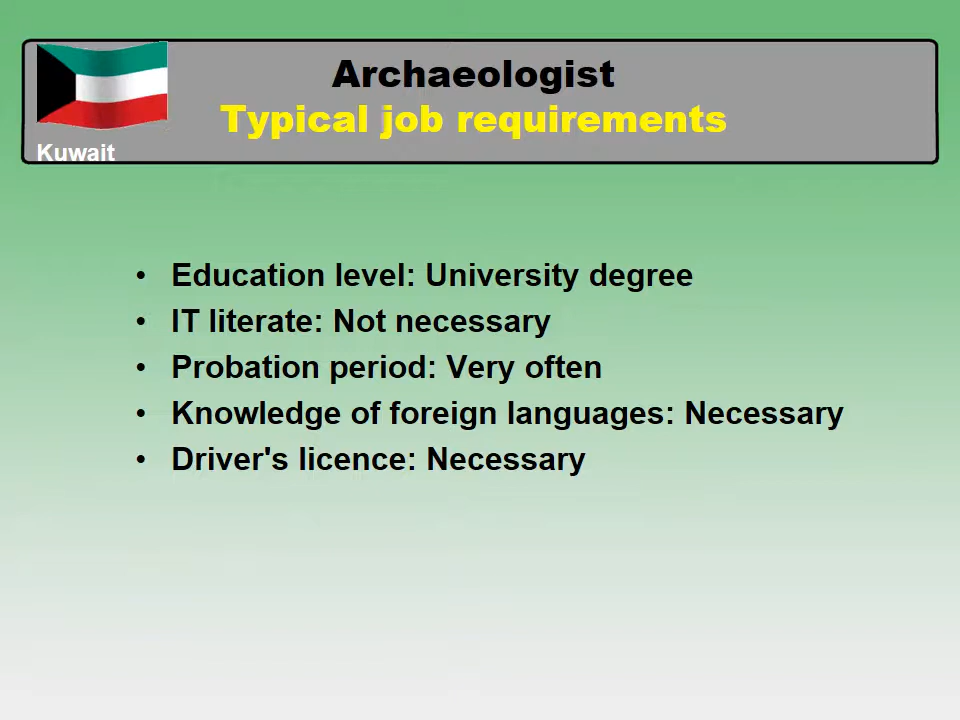 Archaeologist
Typical job requirements
Kuwait
• Education level: University degree
• IT literate: Not necessary
• Probation period: Very often
• Knowledge of foreign languages: Necessary
• Driver's licence: Necessary